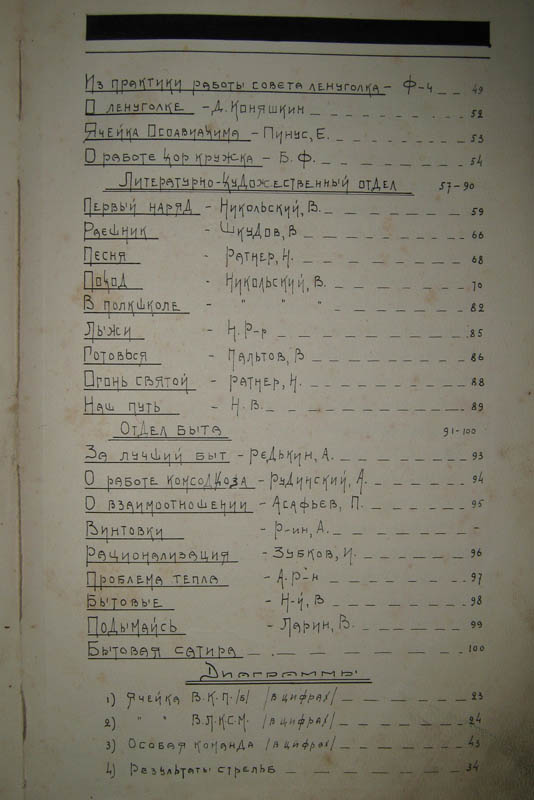 Из практики работы совета Ленуголка - Ф-ч 49
О Ленуголке - Д. Коняшкин 52
Ячейка Осоавиахима - Пинус, Е. 53
О работе хор кружка - Б. Ф. 54
Литературно-художественный отдел 57-90
Первый наряд - Никольский, В. 59
Раешник - Шкудов, В 66
Песня - Ратнер, Н. 68
Поход - Никольский, В. 70
В полкшколе - " " " 82
Лыжи - Н. Р-р 85
Готовься - Пальтов, В 86
Огонь святой - Ратнер, Н. 88
Наш путь - Н. В. 89
Отдел быта 91-100
За лучший быт - Редькин, А. 93
О работе комсодхоза - Рудинский, А. 94
О взаимоотношении - Асафьев, П. 95
Винтовки - Р-ин, А. -
Рационализация - Зубков, И. 96
Проблема тепла - А. Р-н 97
Бытовые - Н-й, В 98
Подымайсь - Ларин, В. 99
Бытовая сатира 100
Диаграммы
1) Ячейка В.К.П./б/ /в цифрах/ 23
2) " " В.Л.К.С.М. /в цифрах/ 24
3) Особая команда /в цифрах/ 43
4) Результаты стрельб 34